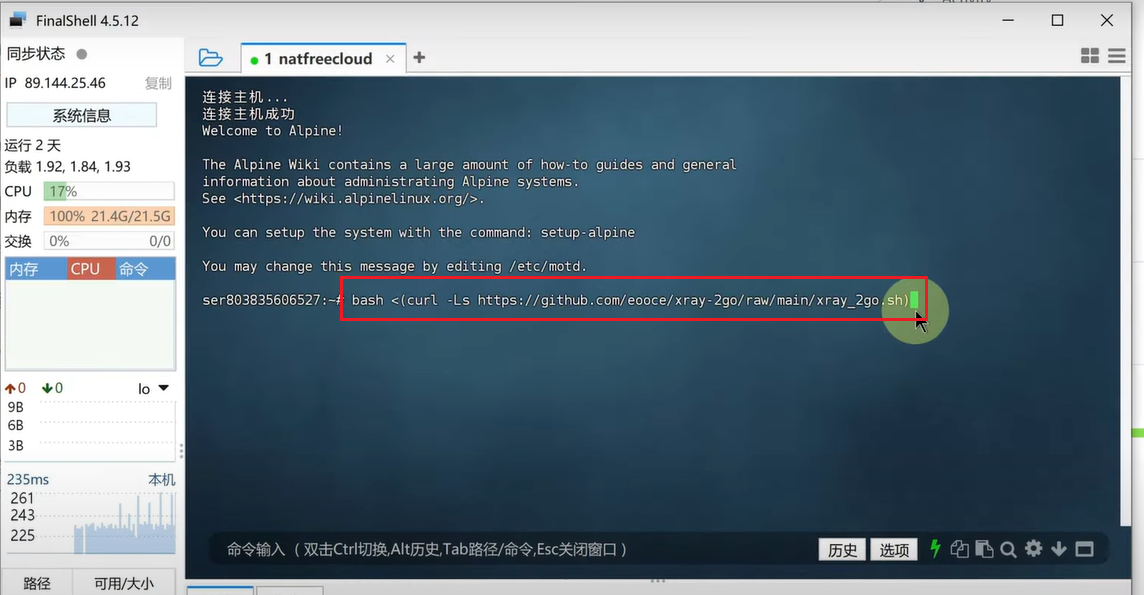 FinalShell 4.5.12
同步状态
IP 89.144.25.46 复制
系统信息
运行 2 天
负载 1.92, 1.84, 1.93
CPU 17%
内存 100% 21.4G/21.5G
交换 0% 0/0
内存 CPU 命令
0 0 lo
9B
6B
3B
235ms 本机
261
243
225
路径 可用/大小
1 natfreecloud
连接主机...
连接主机成功
Welcome to Alpine!
The Alpine Wiki contains a large amount of how-to guides and general
information about administrating Alpine systems.
See <https://wiki.alpinelinux.org/>.
You can setup the system with the command: setup-alpine
You may change this message by editing /etc/motd.
ser803835606527:~# bash <(curl -Ls https://github.com/eooce/xray-2go/raw/main/xray_2go.sh)
命令输入 ( 双击Ctrl切换,Alt历史,Tab路径/命令,Esc关闭窗口 )
历史 选项